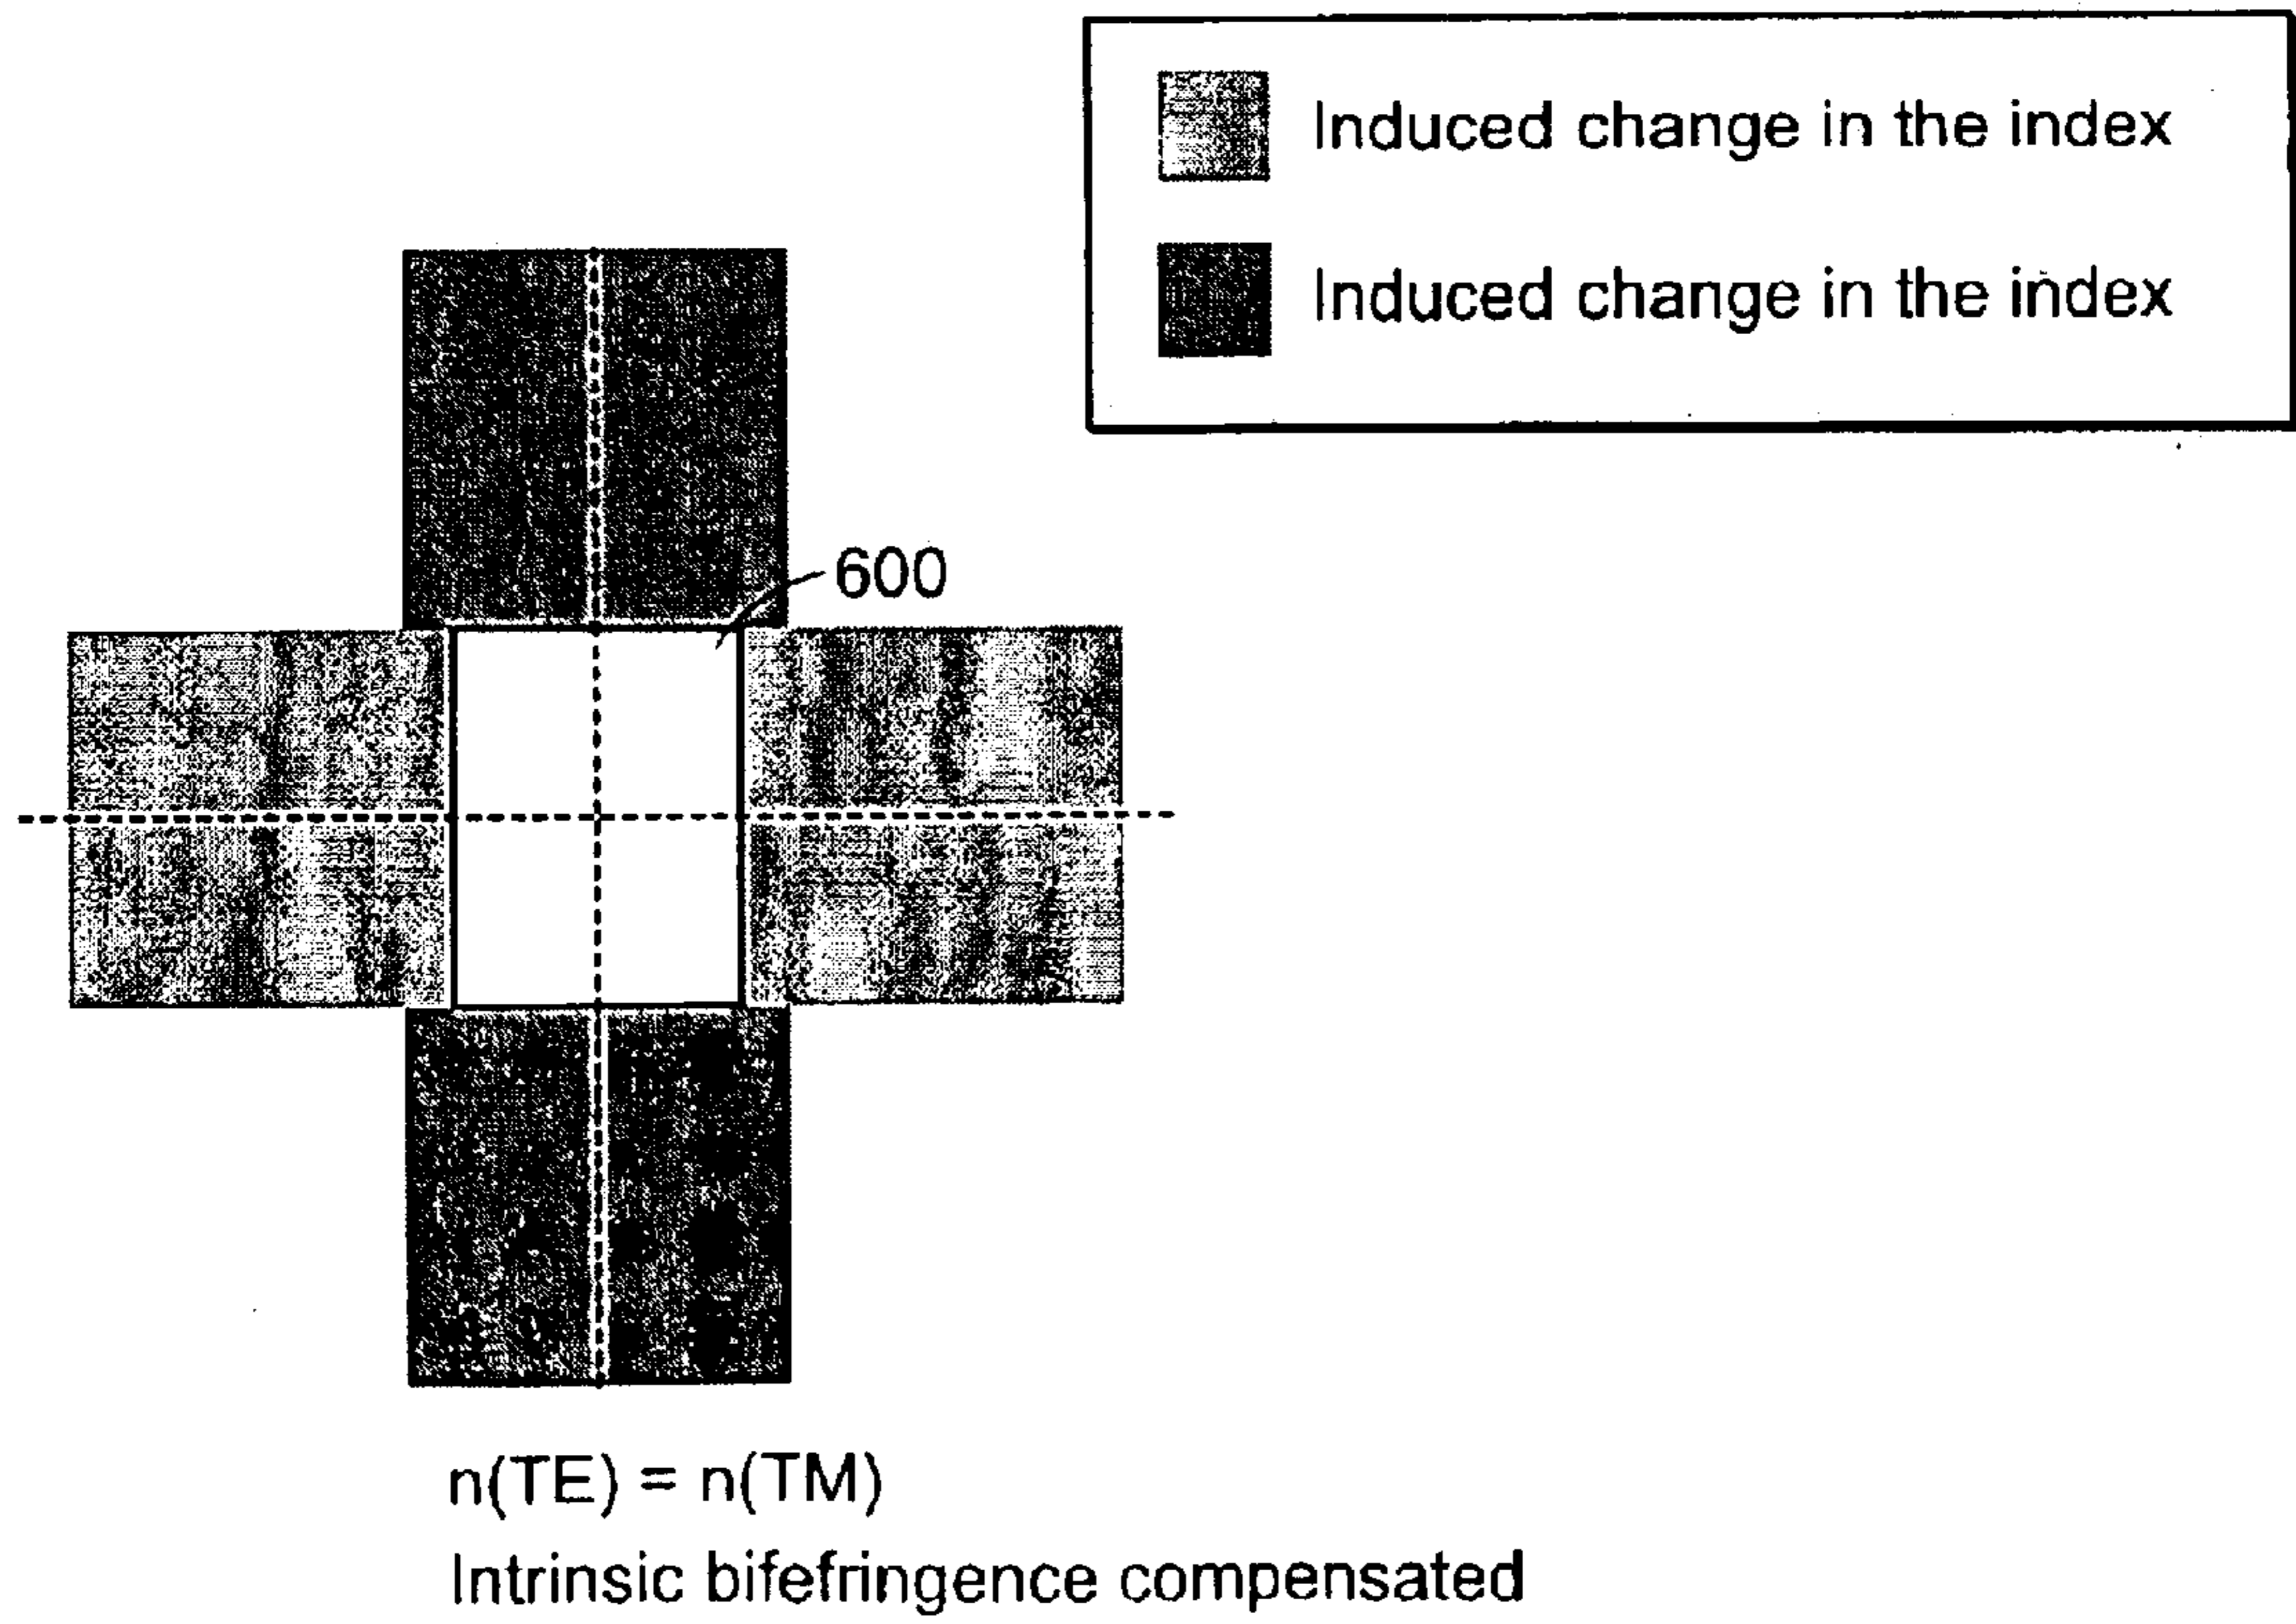 Induced change in the index
Induced change in the index
600
n(TE) = n(TM)
Intrinsic bifefringence compensated